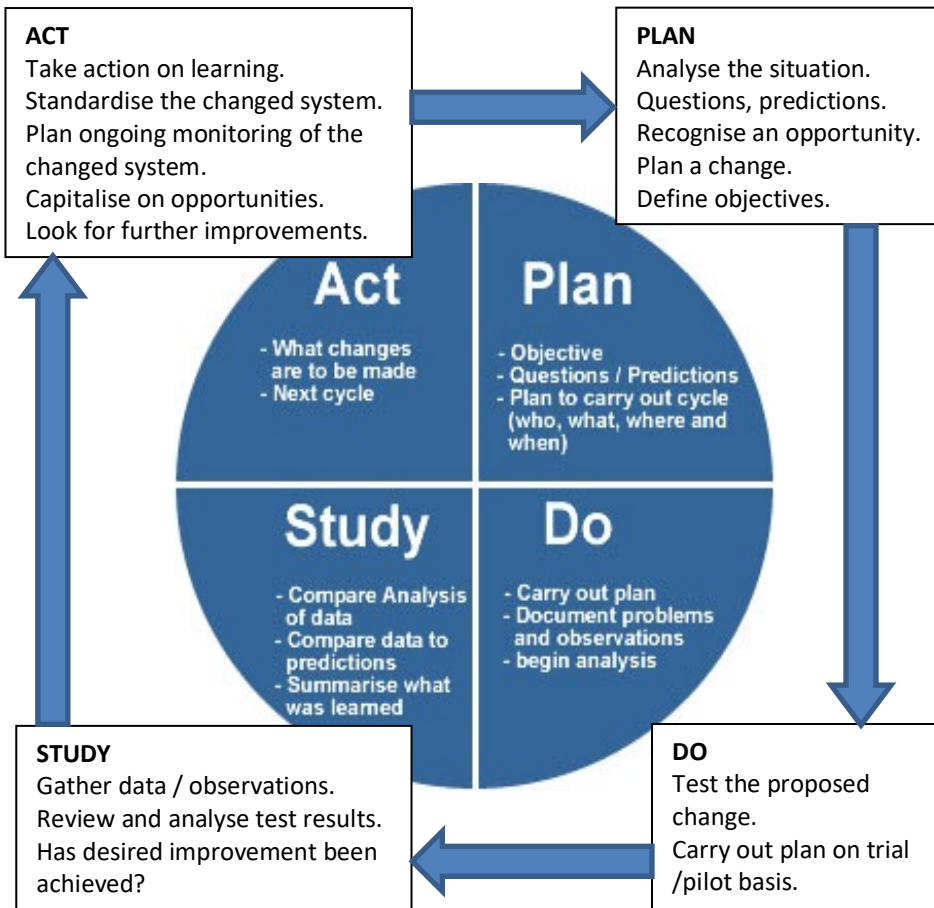 ACT
Take action on learning.
Standardise the changed system.
Plan ongoing monitoring of the
changed system.
Capitalise on opportunities.
Look for further improvements.
PLAN
Analyse the situation.
Questions, predictions.
Recognise an opportunity.
Plan a change.
Define objectives.
Act
- What changes
are to be made
- Next cycle
Plan
- Objective
- Questions / Predictions
- Plan to carry out cycle
(who, what, where and
when)
Study
- Compare Analysis
of data
- Compare data to
predictions
- Summarise what
was learned
Do
- Carry out plan
- Document problems
and observations
- begin analysis
STUDY
Gather data / observations.
Review and analyse test results.
Has desired improvement been
achieved?
DO
Test the proposed
change.
Carry out plan on trial
/pilot basis.